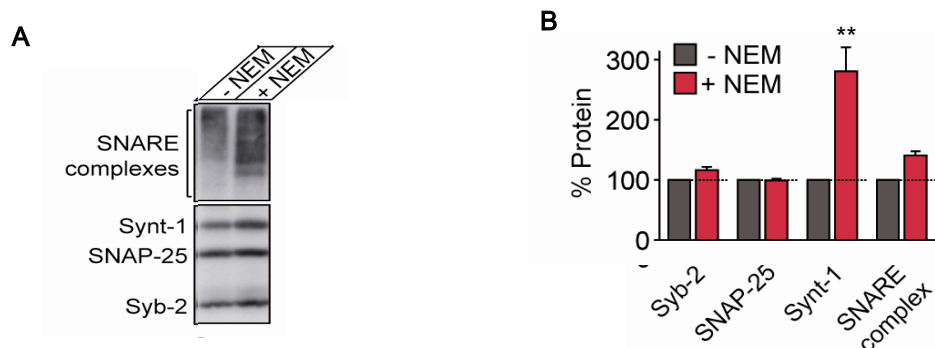 A
- NEM
+ NEM
SNARE
complexes
Synt-1
SNAP-25
Syb-2
B
**
- NEM
+ NEM
% Protein
300
200
100
0
Syb-2
SNAP-25
Synt-1
SNARE
complex